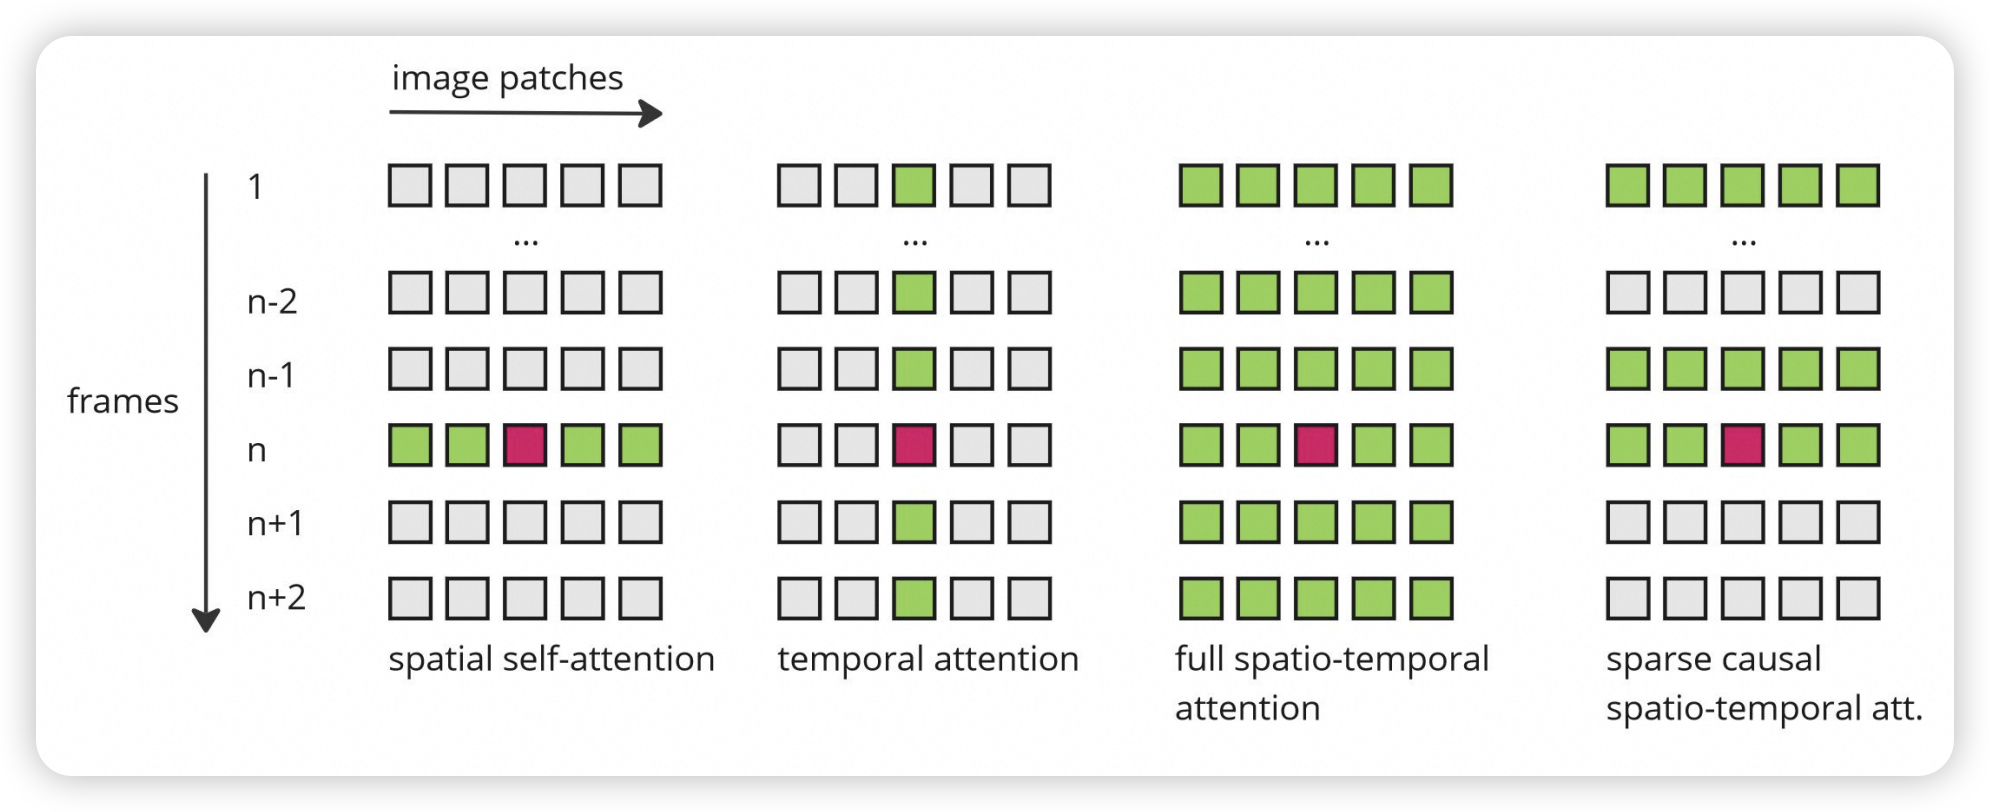 image patches
frames
1
...
...
...
...
n-2
n-1
n
n+1
n+2
spatial self-attention
temporal attention
full spatio-temporal
attention
sparse causal
spatio-temporal att.